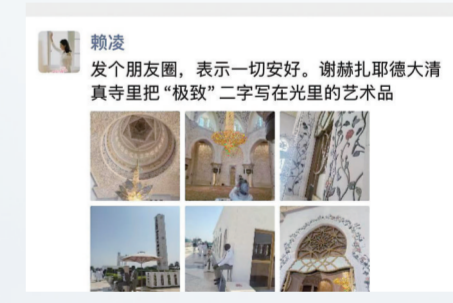 赖凌
发个朋友圈，表示一切安好。谢赫扎耶德大清
真寺里把“极致”二字写在光里的艺术品